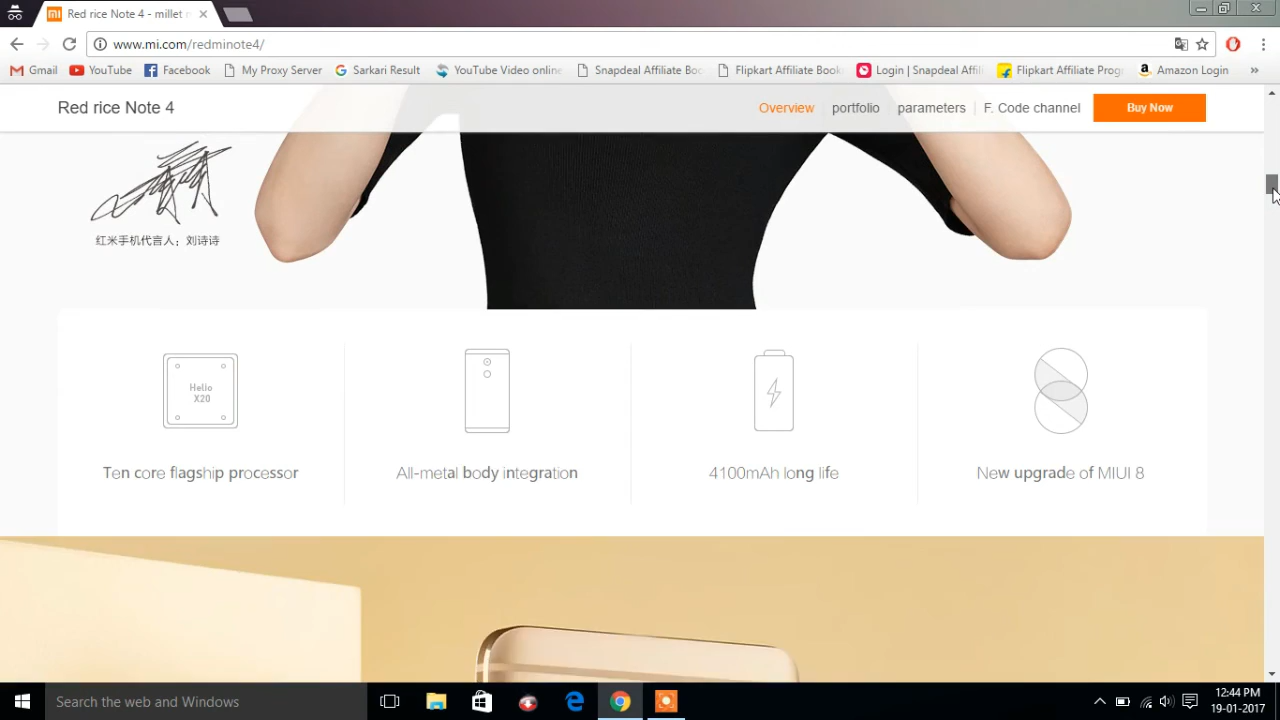 Red rice Note 4 - millet n
www.mi.com/redminote4/
Gmail YouTube Facebook My Proxy Server Sarkari Result YouTube Video online Snapdeal Affiliate Boo Flipkart Affiliate Book Login | Snapdeal Affili Flipkart Affiliate Prog Amazon Login »
Red rice Note 4 Overview portfolio parameters F. Code channel Buy Now
红米手机代言人：刘诗诗
Helio
X20
Ten core flagship processor All-metal body integration 4100mAh long life New upgrade of MIUI 8
Search the web and Windows
12:44 PM
19-01-2017